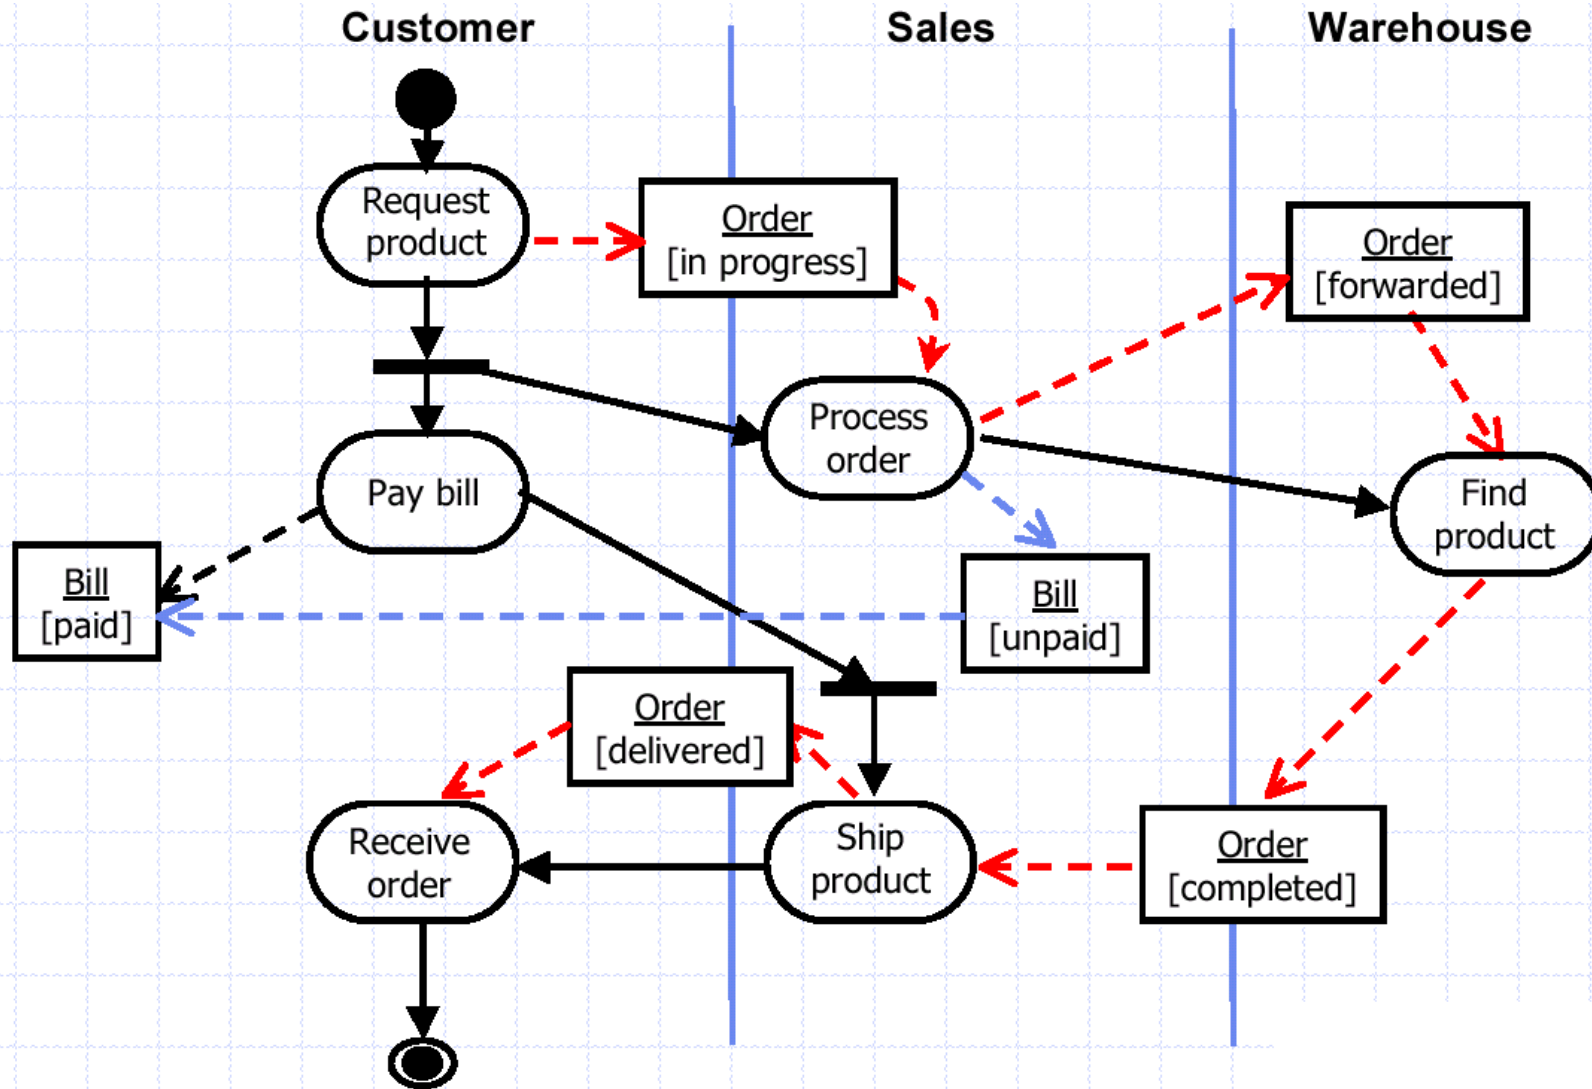 Customer
Sales
Warehouse
Request
product
Order
[in progress]
Order
[forwarded]
Process
order
Pay bill
Find
product
Bill
[paid]
Bill
[unpaid]
Order
[delivered]
Receive
order
Ship
product
Order
[completed]